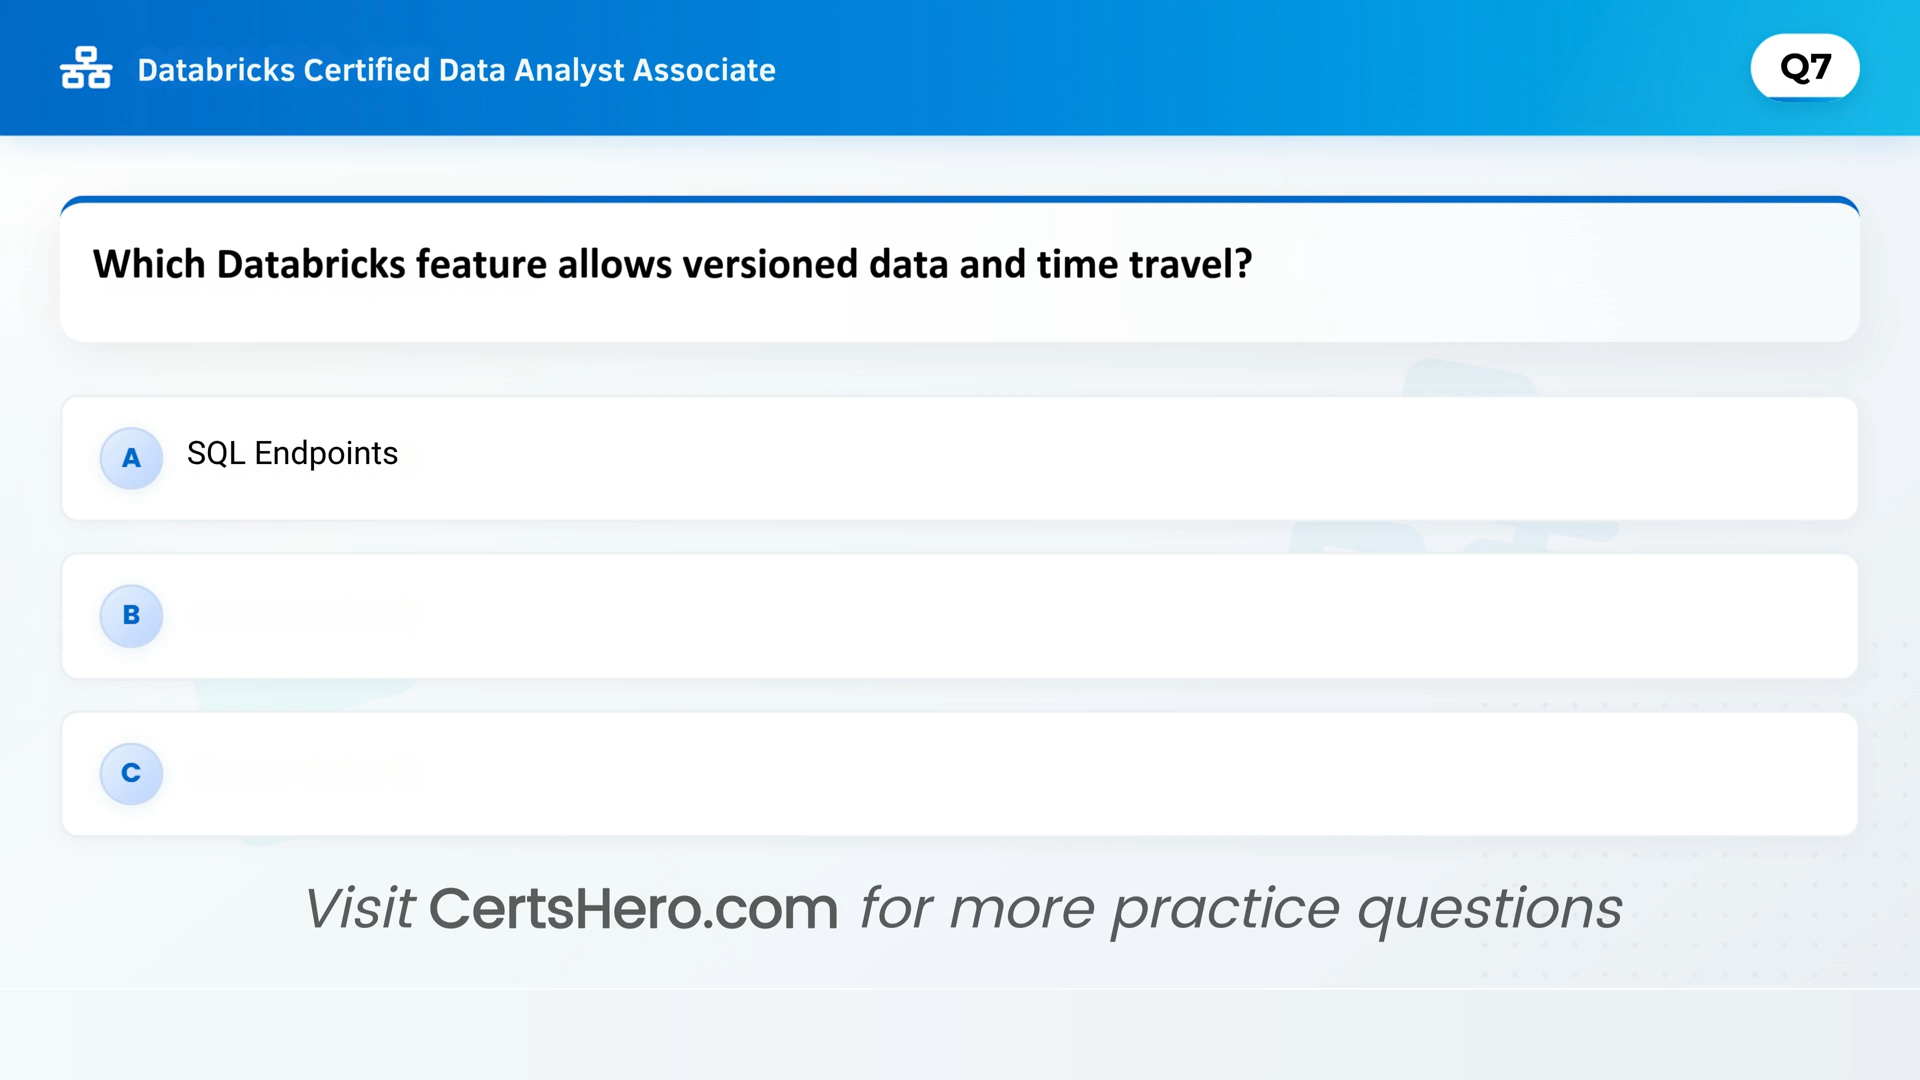 Databricks Certified Data Analyst Associate
Q7
Which Databricks feature allows versioned data and time travel?
A SQL Endpoints
B
C
Visit CertsHero.com for more practice questions